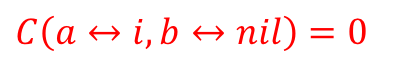 C(a ↔ i, b ↔ nil) = 0